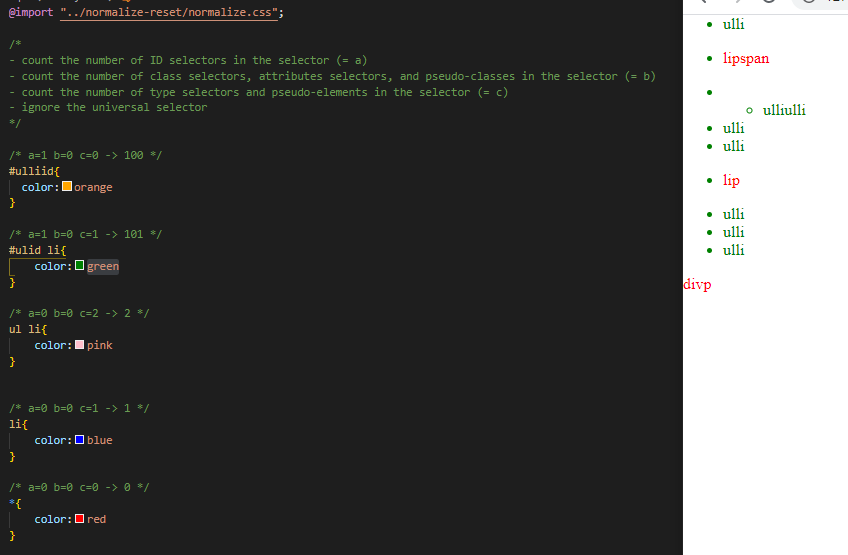 @import "../normalize-reset/normalize.css";
/*
- count the number of ID selectors in the selector (= a)
- count the number of class selectors, attributes selectors, and pseudo-classes in the selector (= b)
- count the number of type selectors and pseudo-elements in the selector (= c)
- ignore the universal selector
*/
/* a=1 b=0 c=0 -> 100 */
#ulliid{
color:orange
}
/* a=1 b=0 c=1 -> 101 */
#ulid li{
color:green
}
/* a=0 b=0 c=2 -> 2 */
ul li{
color:pink
}
/* a=0 b=0 c=1 -> 1 */
li{
color:blue
}
/* a=0 b=0 c=0 -> 0 */
*{
color:red
}
ulli
lipspan
ulliulli
ulli
ulli
lip
ulli
ulli
ulli
divp